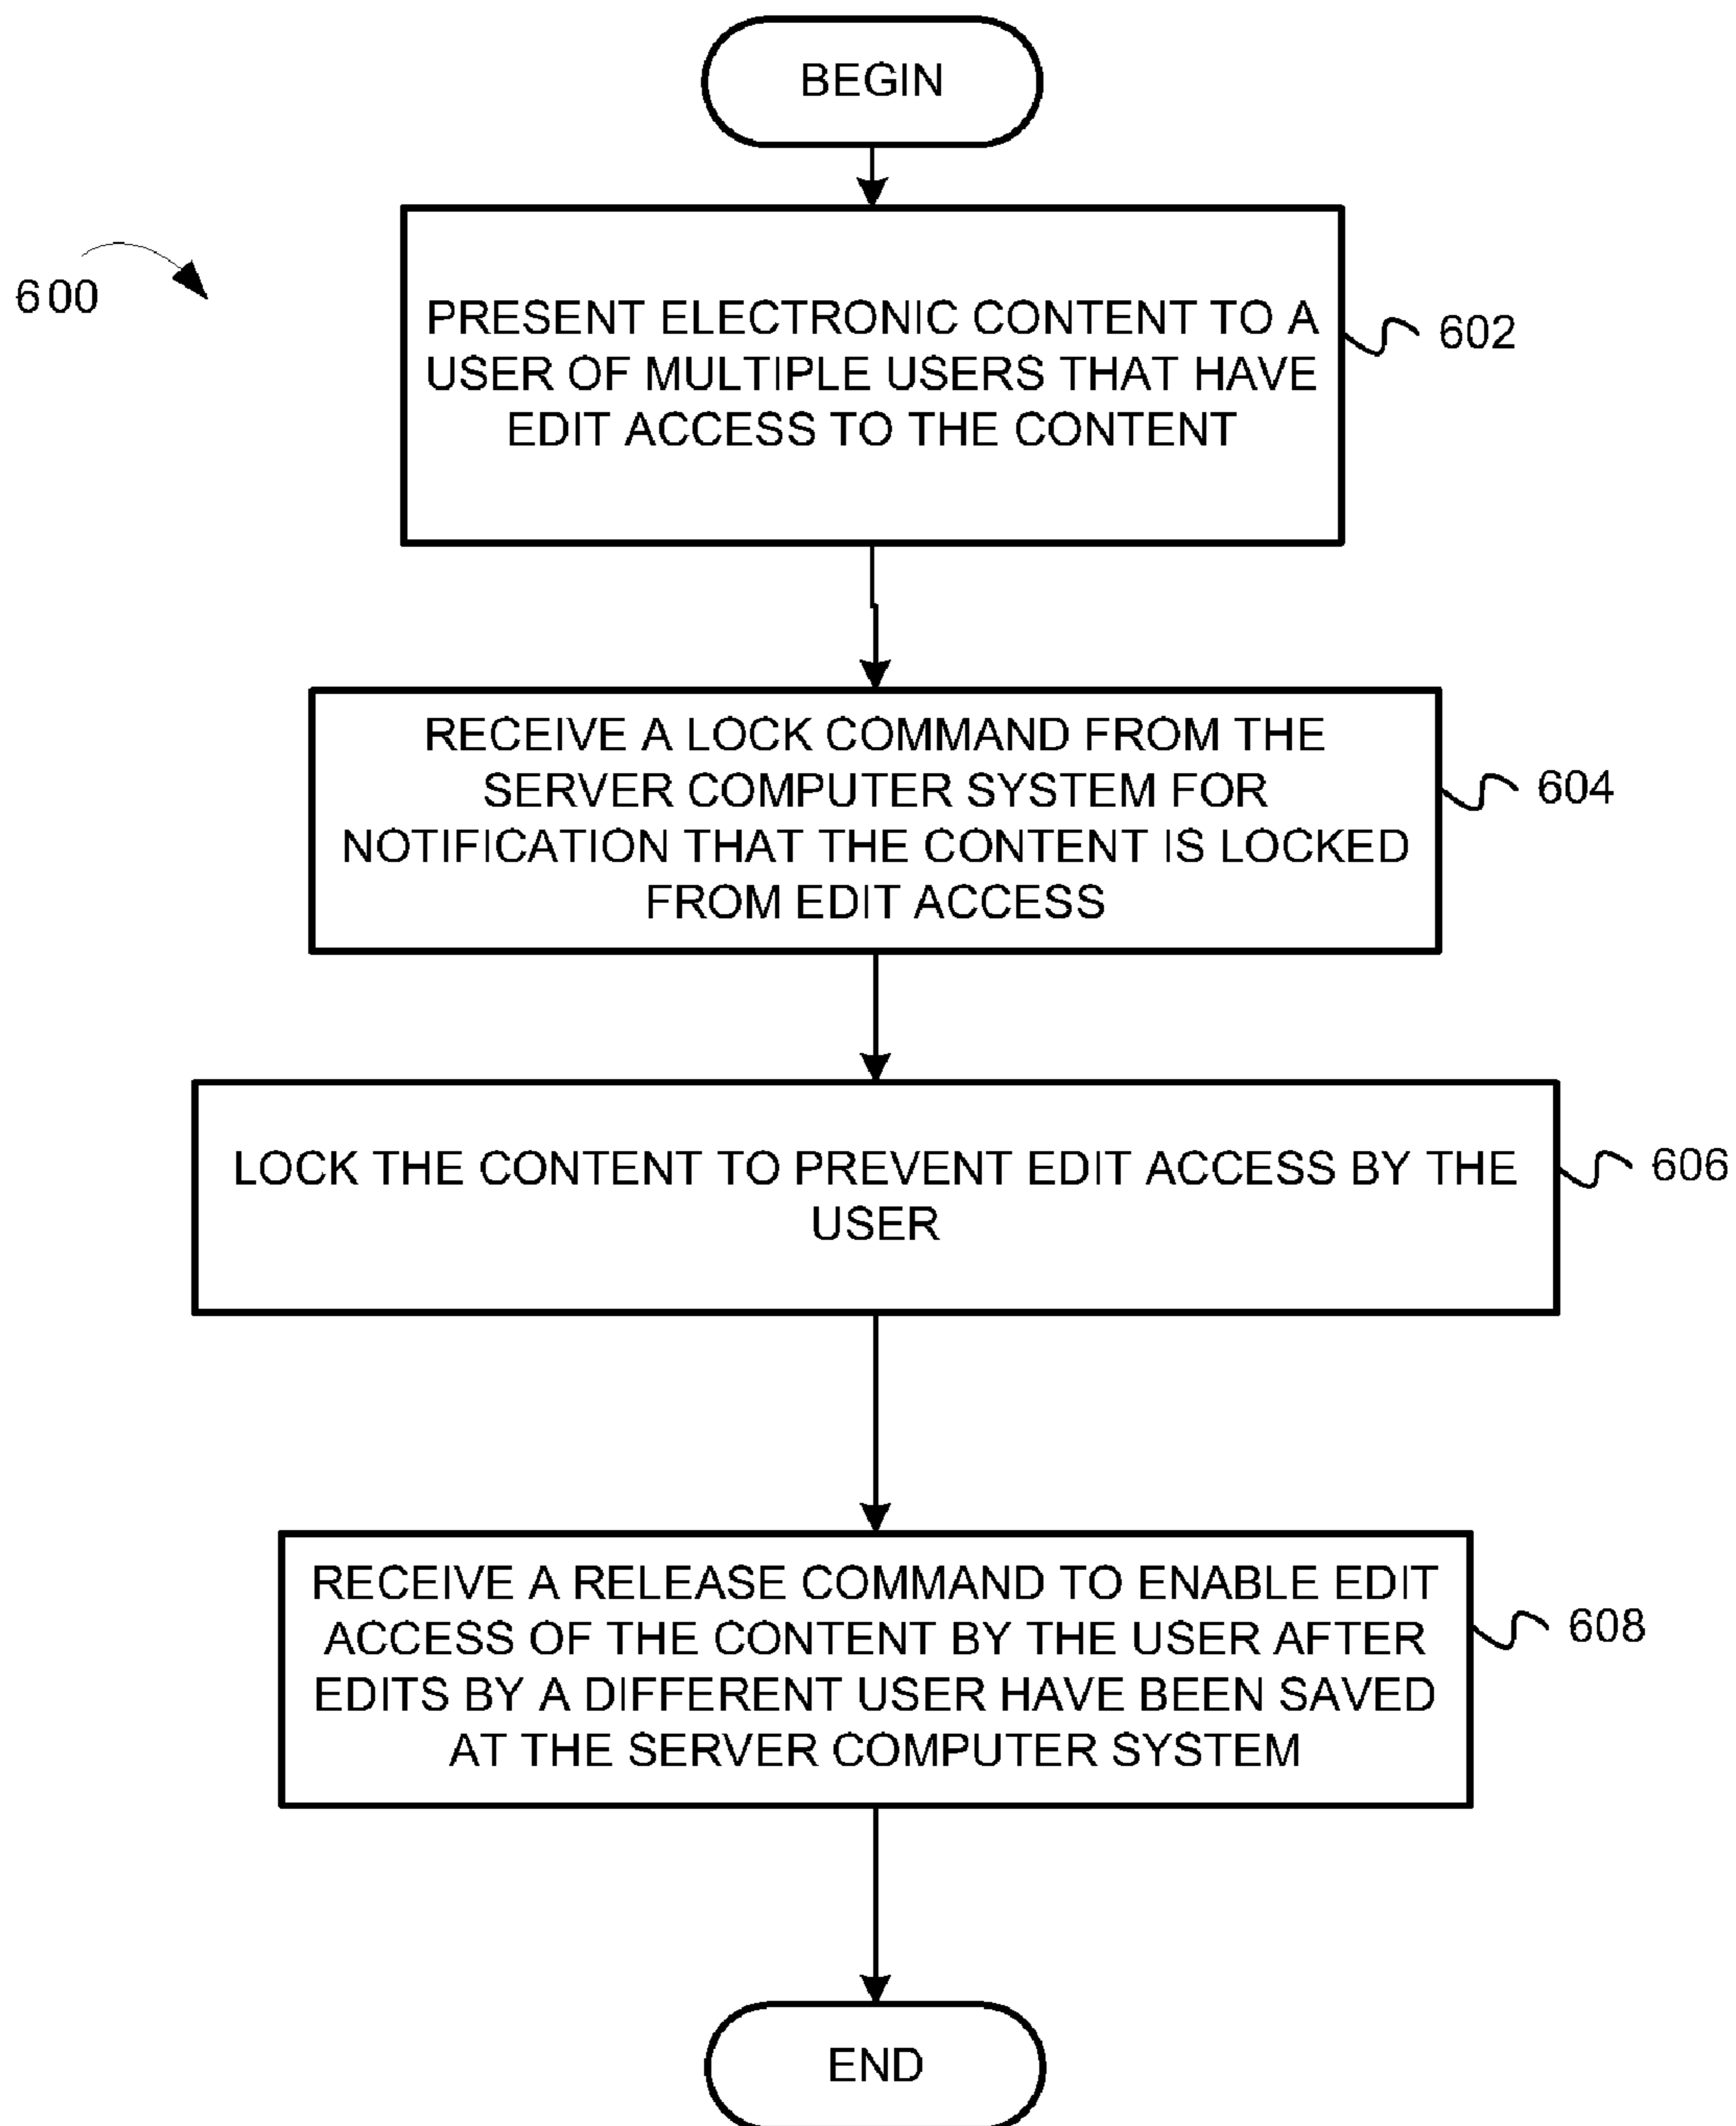 BEGIN
600
PRESENT ELECTRONIC CONTENT TO A
USER OF MULTIPLE USERS THAT HAVE
EDIT ACCESS TO THE CONTENT
602
RECEIVE A LOCK COMMAND FROM THE
SERVER COMPUTER SYSTEM FOR
NOTIFICATION THAT THE CONTENT IS LOCKED
FROM EDIT ACCESS
604
LOCK THE CONTENT TO PREVENT EDIT ACCESS BY THE
USER
606
RECEIVE A RELEASE COMMAND TO ENABLE EDIT
ACCESS OF THE CONTENT BY THE USER AFTER
EDITS BY A DIFFERENT USER HAVE BEEN SAVED
AT THE SERVER COMPUTER SYSTEM
608
END